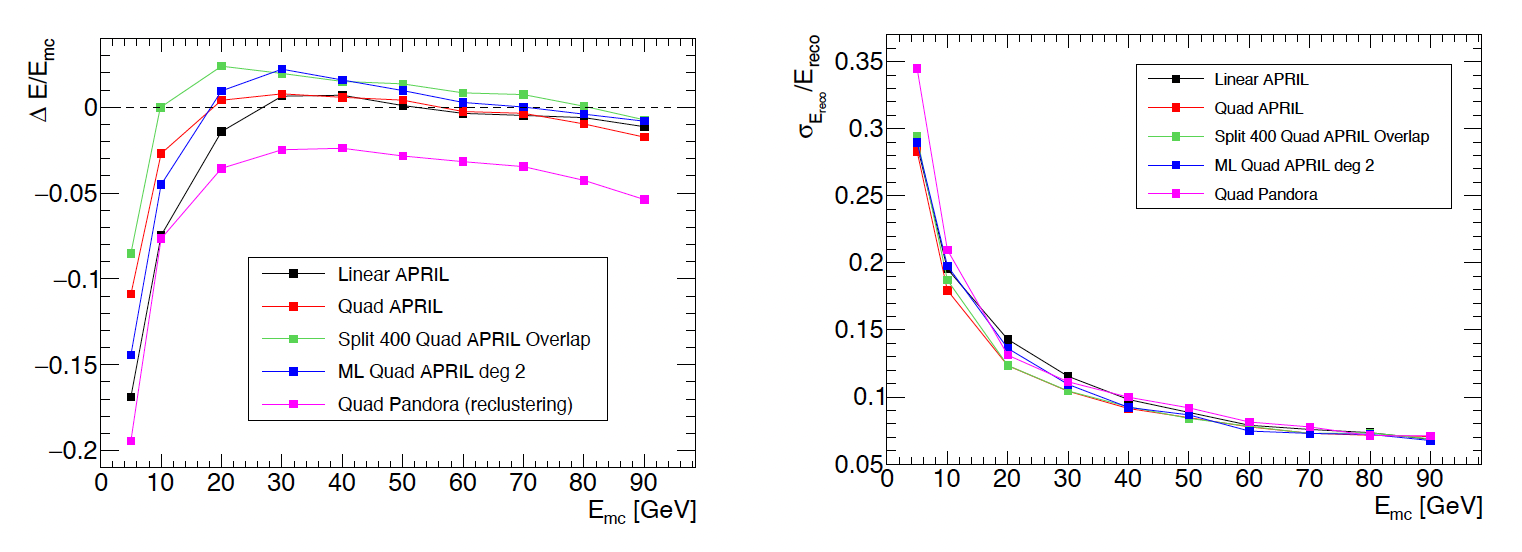 Δ E/E_mc
0
−0.05
−0.1
−0.15
−0.2
Linear APRIL
Quad APRIL
Split 400 Quad APRIL Overlap
ML Quad APRIL deg 2
Quad Pandora (reclustering)
0 10 20 30 40 50 60 70 80 90
E_mc [GeV]
σ_E_reco/E_reco
0.35
0.3
0.25
0.2
0.15
0.1
0.05
Linear APRIL
Quad APRIL
Split 400 Quad APRIL Overlap
ML Quad APRIL deg 2
Quad Pandora
0 10 20 30 40 50 60 70 80 90
E_mc [GeV]